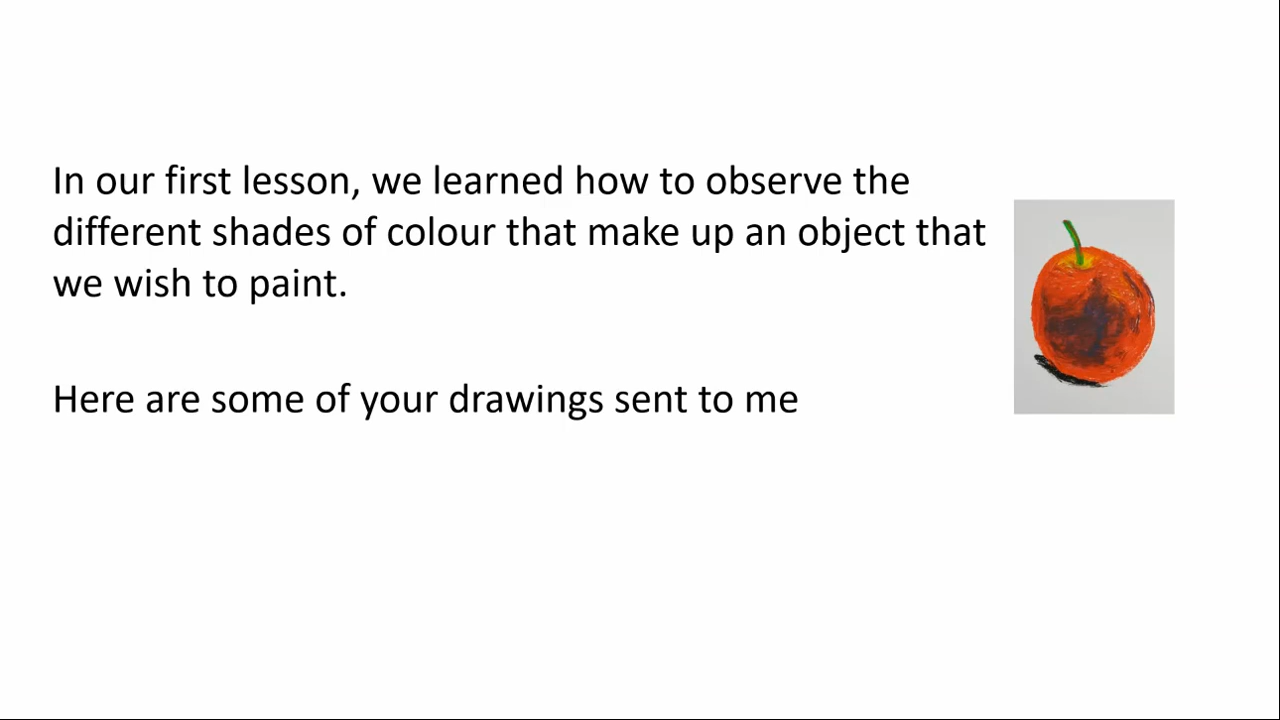 In our first lesson, we learned how to observe the
different shades of colour that make up an object that
we wish to paint.
Here are some of your drawings sent to me